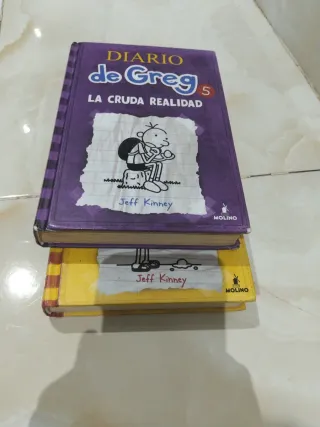 DIARIO
de Greg
5
LA CRUDA REALIDAD
Jeff Kinney
MOLINO
Jeff Kinney
MOLINO